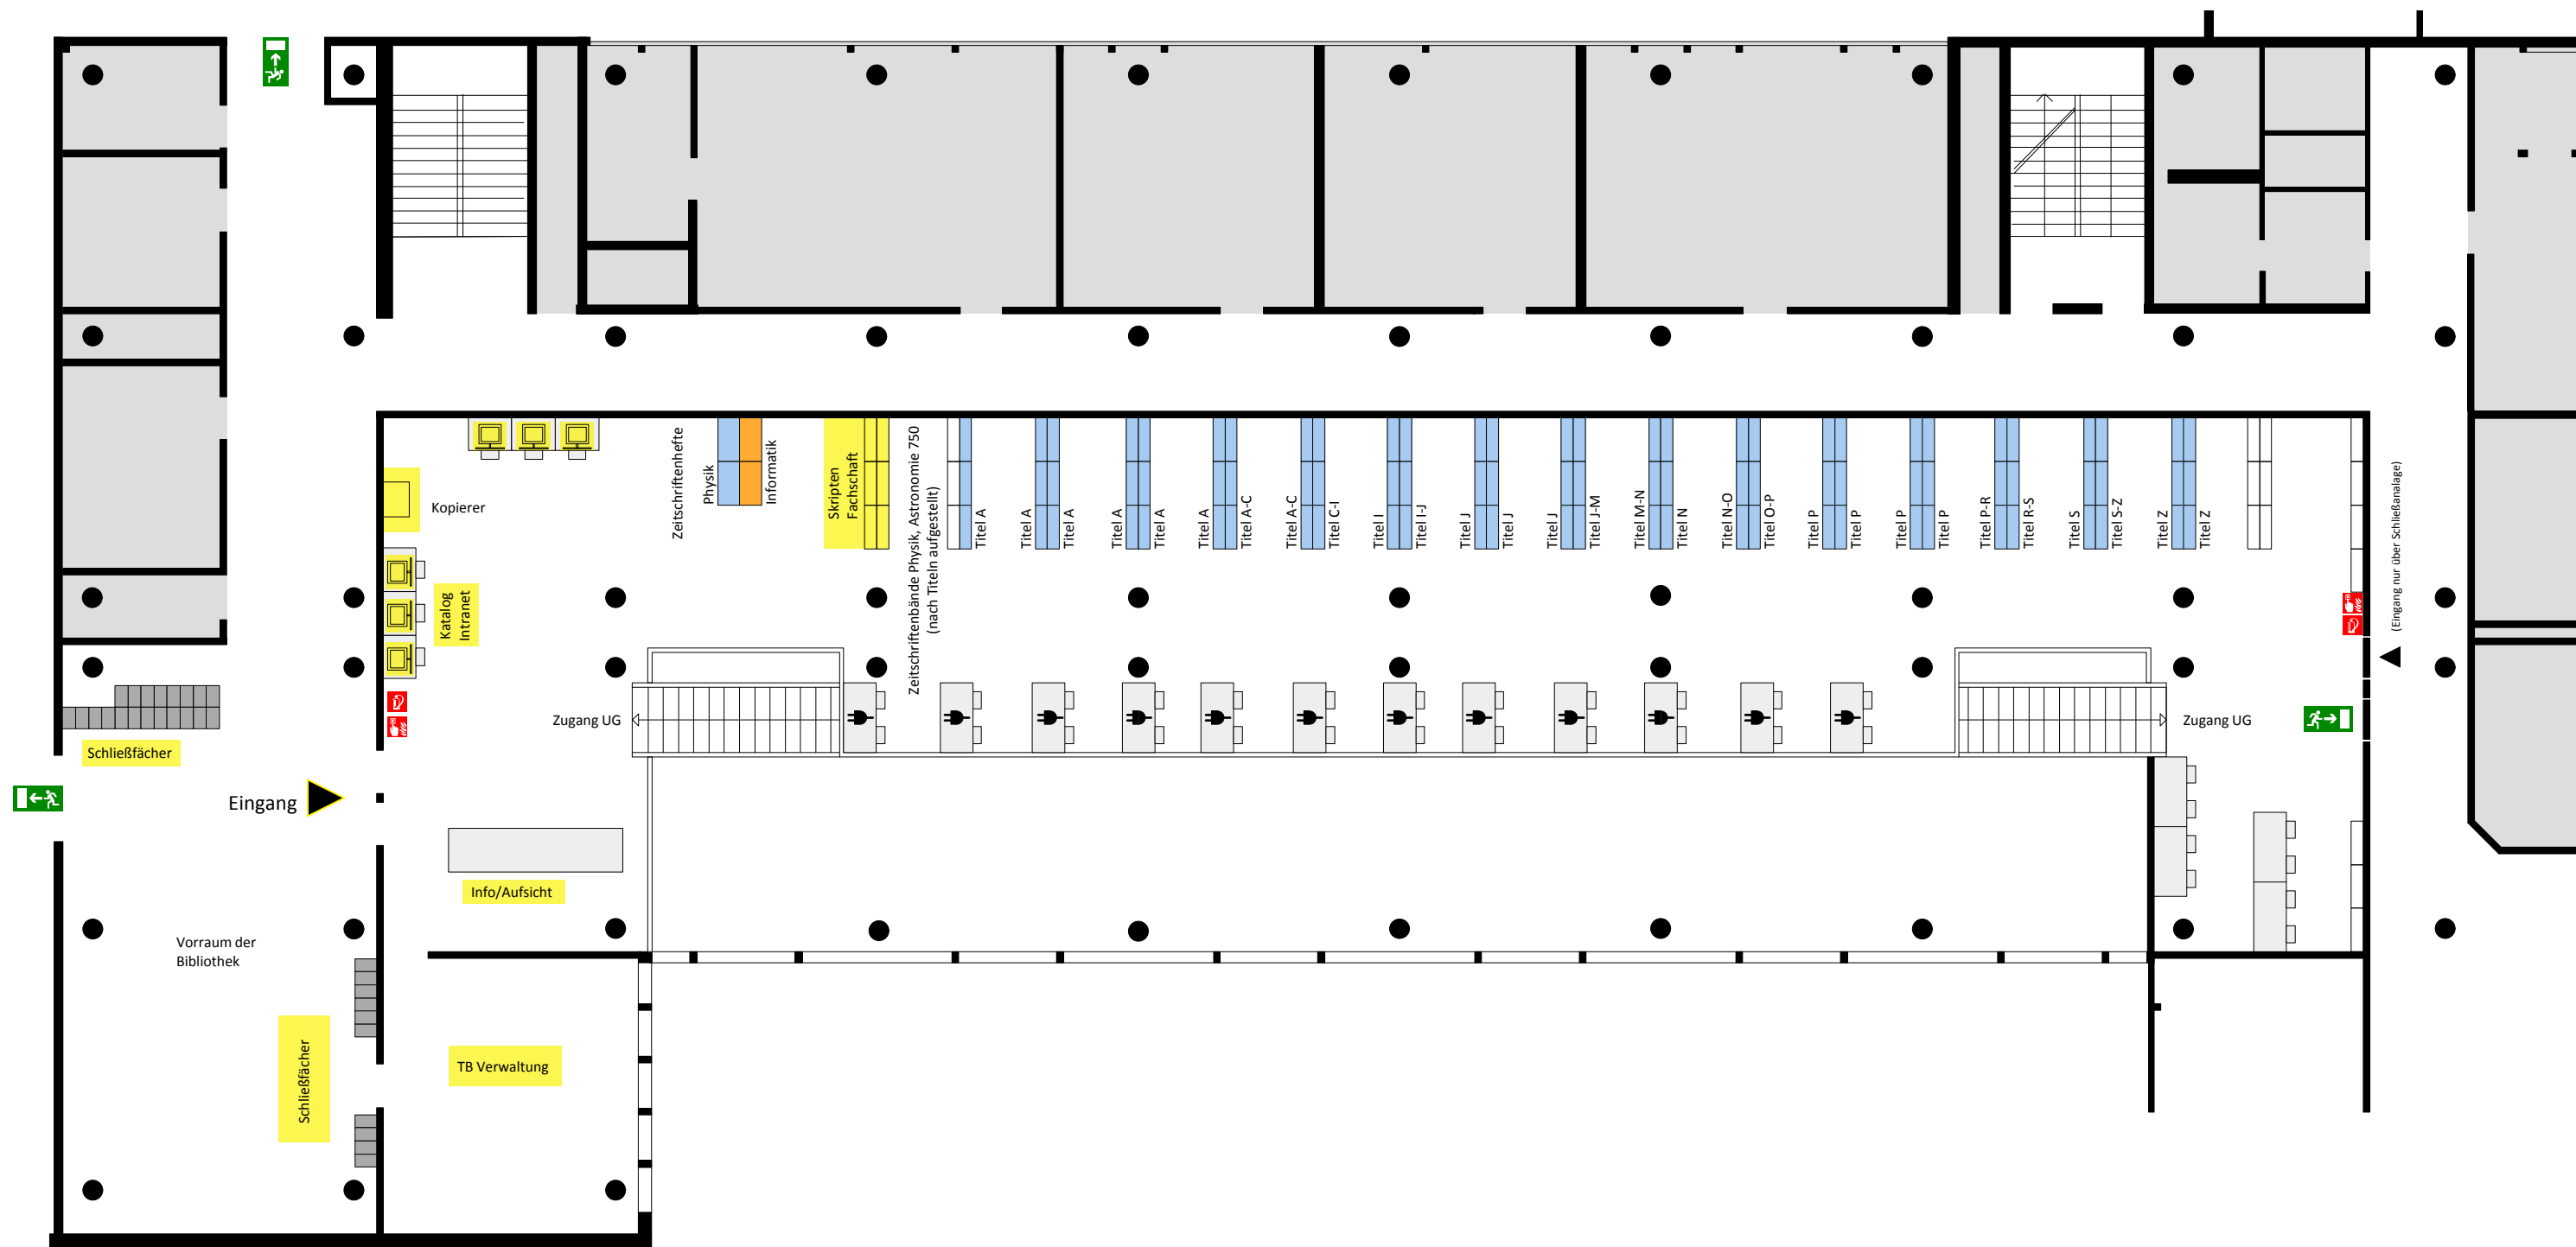 Zeitschriftenhefte
Physik
Informatik
Skripten
Fachschaft
Zeitschriftenbände Physik, Astronomie 750
(nach Titeln aufgestellt)
Titel A
Titel A
Titel A
Titel A
Titel A
Titel A
Titel A-C
Titel A-C
Titel C-I
Titel I
Titel I-J
Titel J
Titel J
Titel J
Titel J-M
Titel M-N
Titel N
Titel N-O
Titel O-P
Titel P
Titel P
Titel P
Titel P
Titel P-R
Titel R-S
Titel S
Titel S-Z
Titel Z
Titel Z
(Eingang nur über Schließanalage)
Kopierer
Katalog
Intranet
Zugang UG
Zugang UG
Schließfächer
Eingang
Info/Aufsicht
Vorraum der
Bibliothek
Schließfächer
TB Verwaltung